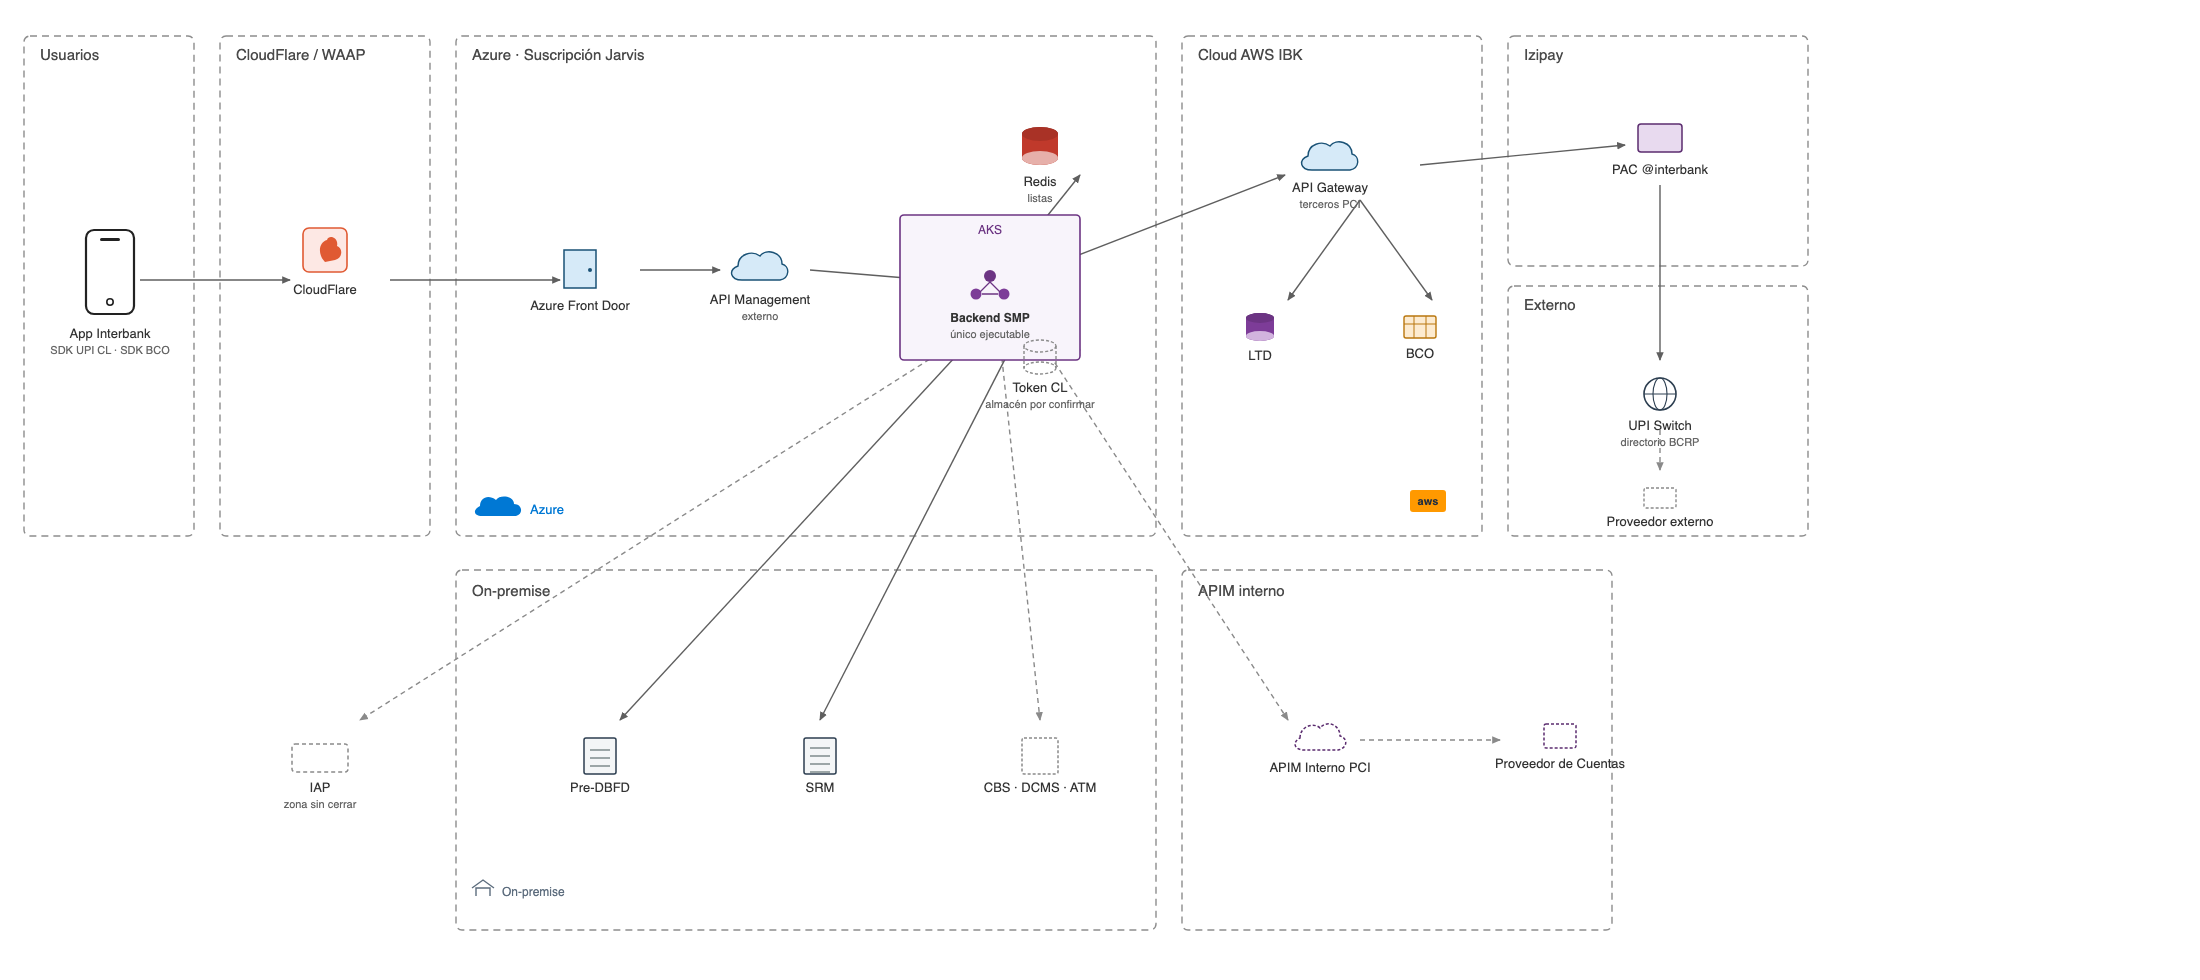 Usuarios
CloudFlare / WAAP
Azure · Suscripción Jarvis
Cloud AWS IBK
Izipay
Redis
listas
API Gateway
terceros PCI
PAC @interbank
AKS
CloudFlare
Azure Front Door
API Management
externo
Backend SMP
único ejecutable
Externo
App Interbank
SDK UPI CL · SDK BCO
LTD
BCO
Token CL
almacén por confirmar
UPI Switch
directorio BCRP
Azure
aws
Proveedor externo
On-premise
APIM interno
IAP
zona sin cerrar
Pre-DBFD
SRM
CBS · DCMS · ATM
APIM Interno PCI
Proveedor de Cuentas
On-premise